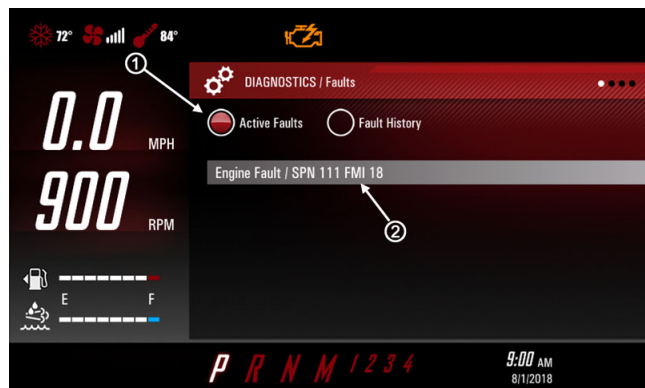 72° 84°
①
DIAGNOSTICS / Faults
Active Faults Fault History
0.0 MPH
Engine Fault / SPN 111 FMI 18
900 RPM
②
E F
P R N M 1 2 3 4
9:00 AM
8/1/2018